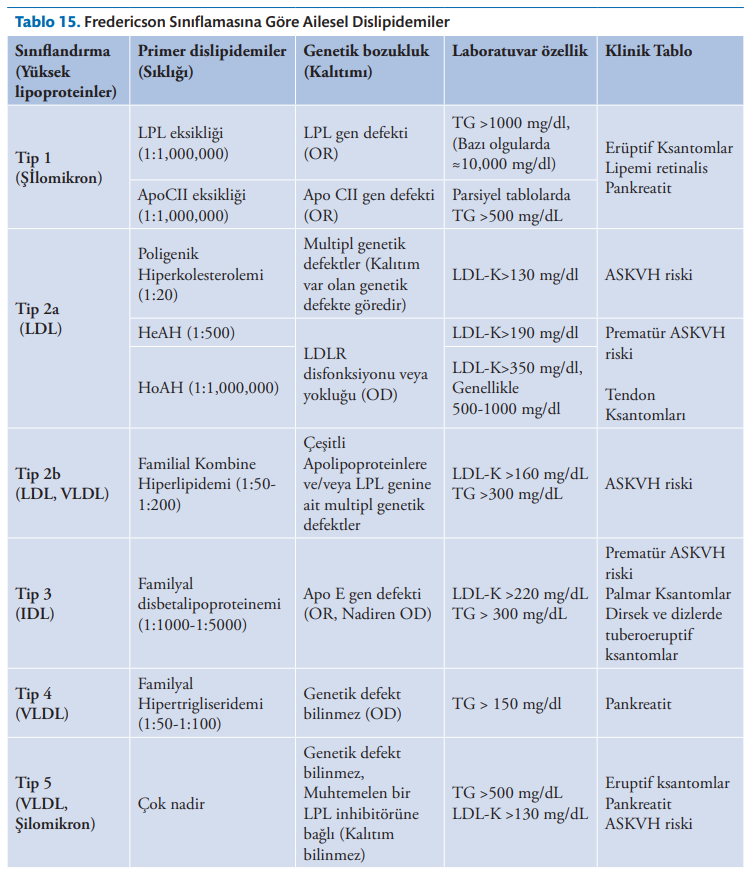 Tablo 15. Fredericson Sınıflamasına Göre Ailesel Dislipidemiler
Sınıflandırma
(Yüksek
lipoproteinler)
Primer dislipidemiler
(Sıklığı)
Genetik bozukluk
(Kalıtımı)
Laboratuvar özellik
Klinik Tablo
Tip 1
(Şİlomikron)
LPL eksikliği
(1:1,000,000)
LPL gen defekti
(OR)
TG >1000 mg/dl,
(Bazı olgularda
≈10,000 mg/dl)
Erüptif Ksantomlar
Lipemi retinalis
Pankreatit
ApoCII eksikliği
(1:1,000,000)
Apo CII gen defekti
(OR)
Parsiyel tablolarda
TG >500 mg/dL
Tip 2a
(LDL)
Poligenik
Hiperkolesterolemi
(1:20)
Multipl genetik
defektler (Kalıtım
var olan genetik
defekte göredir)
LDL-K>130 mg/dl
ASKVH riski
HeAH (1:500)
LDLR
disfonksiyonu veya
yokluğu (OD)
LDL-K>190 mg/dl
Prematür ASKVH
riski
Tendon
Ksantomları
HoAH (1:1,000,000)
LDL-K>350 mg/dl,
Genellikle
500-1000 mg/dl
Tip 2b
(LDL, VLDL)
Familial Kombine
Hiperlipidemi (1:50-
1:200)
Çeşitli
Apolipoproteinlere
ve/veya LPL genine
ait multipl genetik
defektler
LDL-K >160 mg/dL
TG >300 mg/dL
ASKVH riski
Tip 3
(IDL)
Familyal
disbetalipoproteinemi
(1:1000-1:5000)
Apo E gen defekti
(OR, Nadiren OD)
LDL-K >220 mg/dL
TG > 300 mg/dL
Prematür ASKVH
riski
Palmar Ksantomlar
Dirsek ve dizlerde
tuberoeruptif
ksantomlar
Tip 4
(VLDL)
Familyal
Hipertrigliseridemi
(1:50-1:100)
Genetik defekt
bilinmez (OD)
TG > 150 mg/dl
Pankreatit
Tip 5
(VLDL,
Şilomikron)
Çok nadir
Genetik defekt
bilinmez,
Muhtemelen bir
LPL inhibitörüne
bağlı (Kalıtım
bilinmez)
TG >500 mg/dL
LDL-K >130 mg/dL
Eruptif ksantomlar
Pankreatit
ASKVH riski